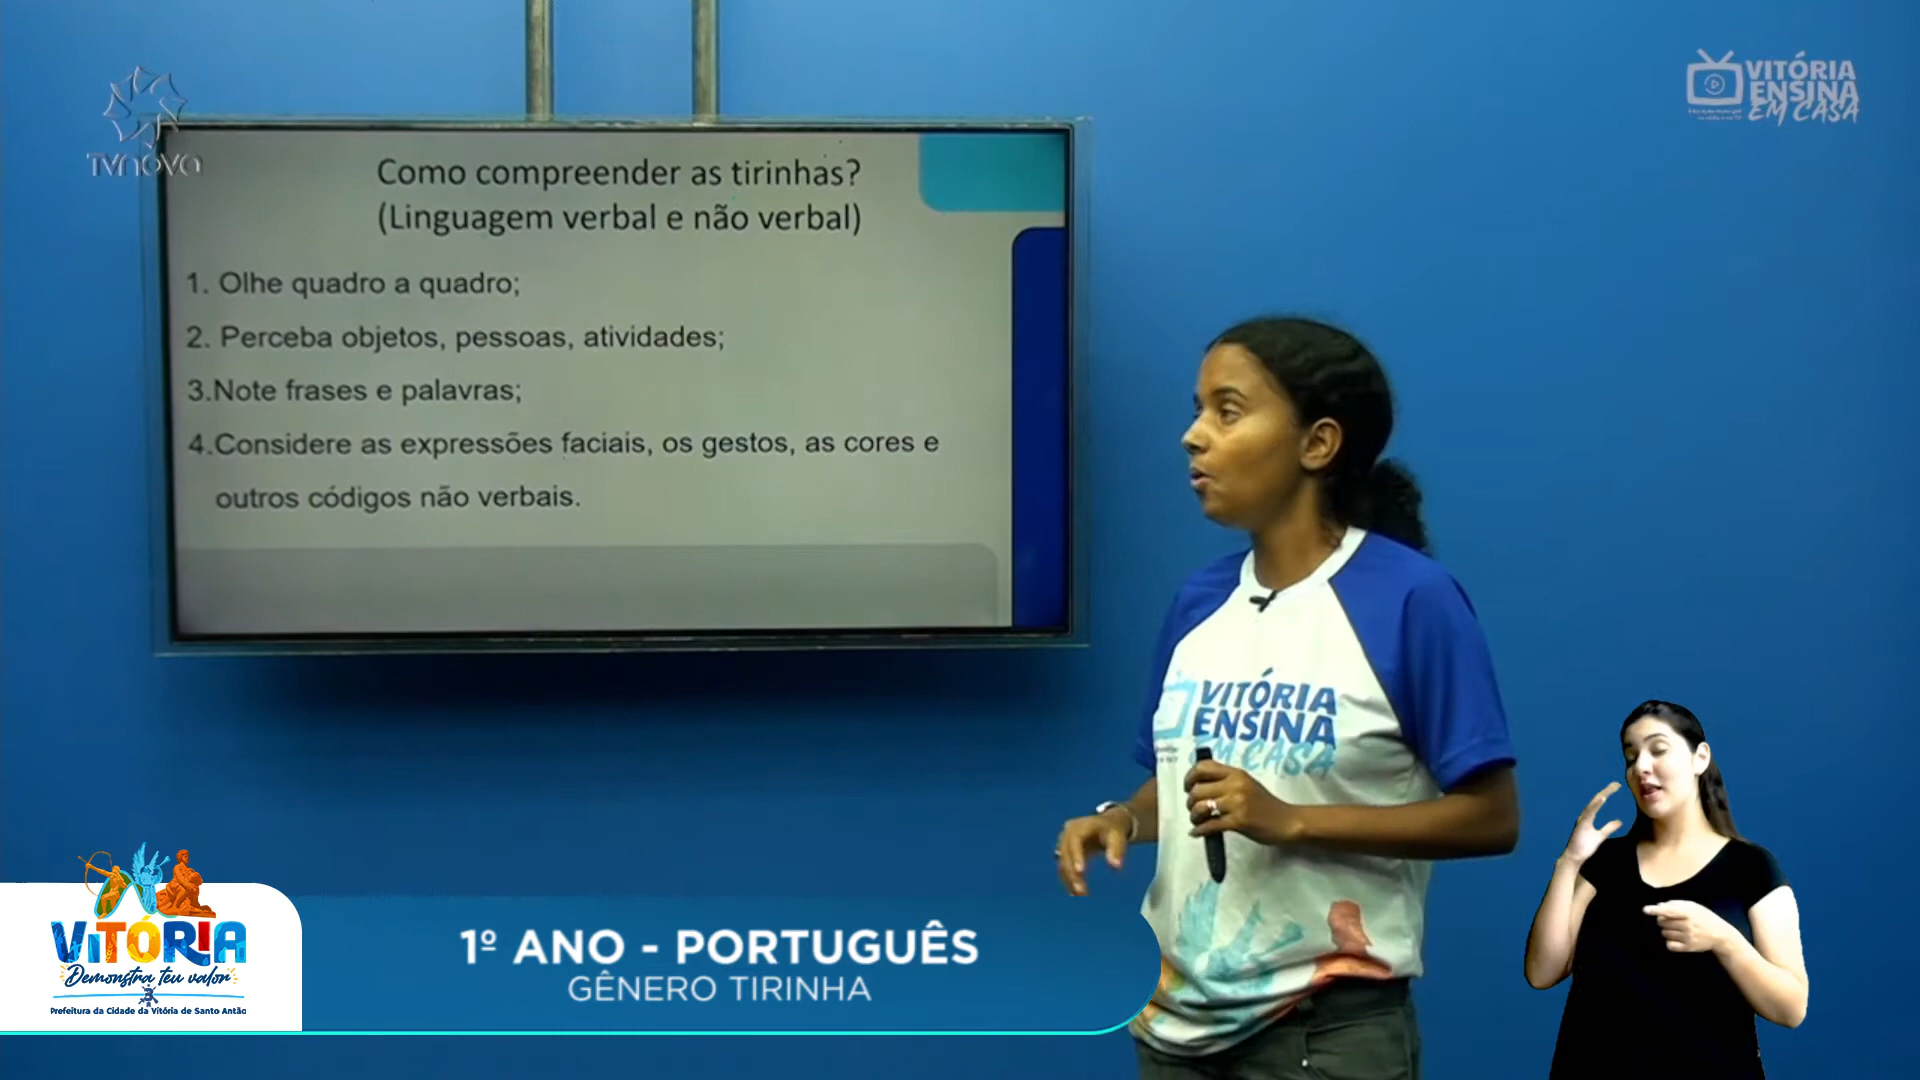 TVNOVA
VITÓRIA
ENSINA
EM CASA
Como compreender as tirinhas?
(Linguagem verbal e não verbal)
1. Olhe quadro a quadro;
2. Perceba objetos, pessoas, atividades;
3.Note frases e palavras;
4.Considere as expressões faciais, os gestos, as cores e
outros códigos não verbais.
VITÓRIA
ENSINA
EM CASA
VITÓRIA
Demonstra teu valor
Prefeitura da Cidade da Vitória de Santo Antão
1º ANO - PORTUGUÊS
GÊNERO TIRINHA